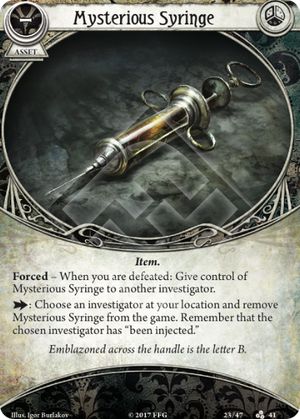 Mysterious Syringe
ASSET
Item.
Forced – When you are defeated: Give control of
Mysterious Syringe to another investigator.
: Choose an investigator at your location and remove
Mysterious Syringe from the game. Remember that the
chosen investigator has “been injected.”
Emblazoned across the handle is the letter B.
Illus. Igor Burlakov
© 2017 FFG
23/47
41